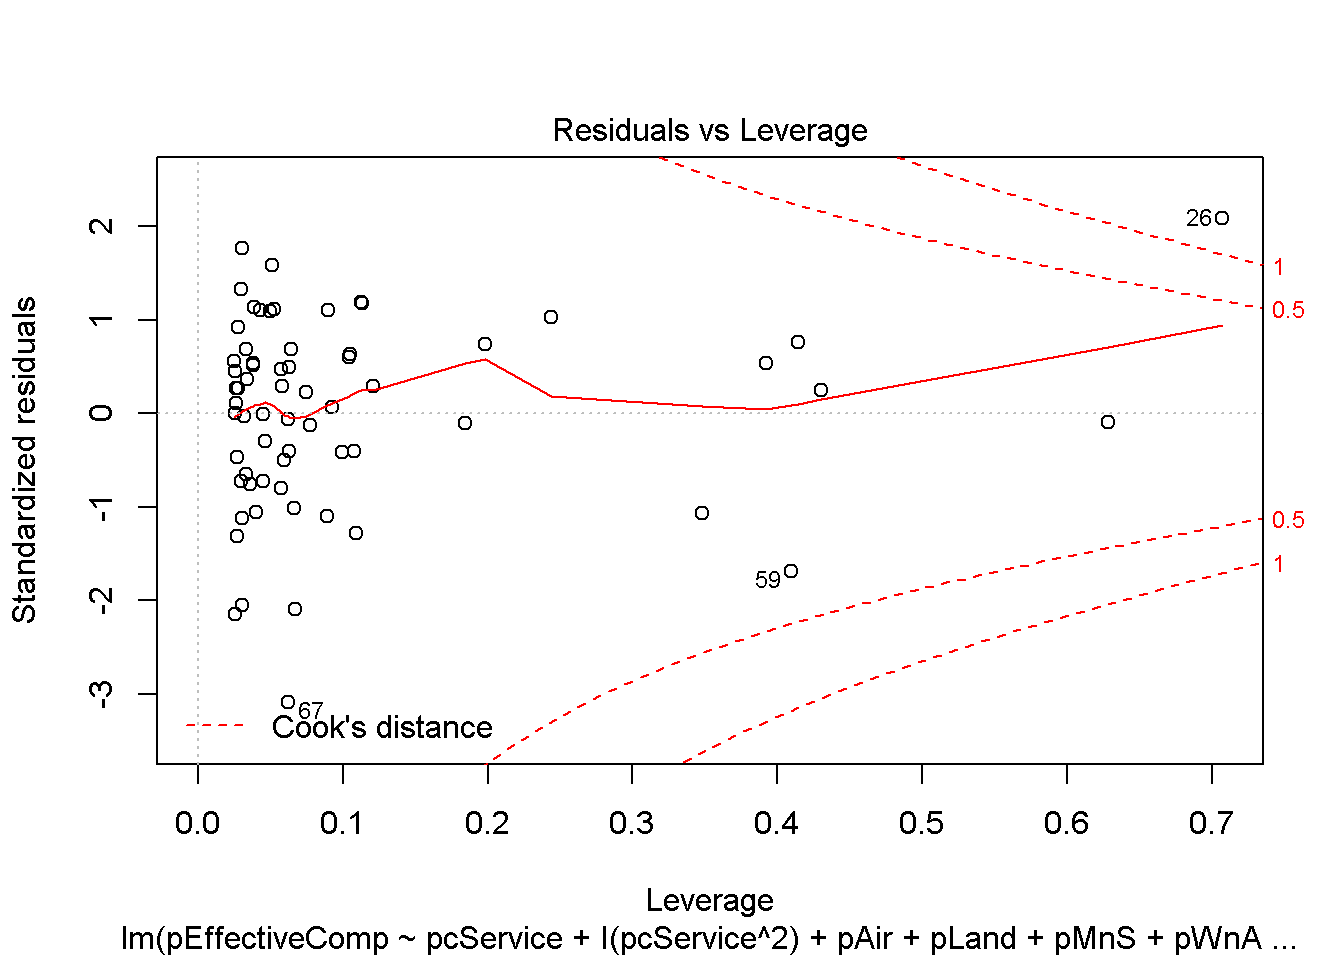 Residuals vs Leverage
Standardized residuals
2
1
0
-1
-2
-3
26
59
67
1
0.5
0.5
1
Cook's distance
0.0 0.1 0.2 0.3 0.4 0.5 0.6 0.7
Leverage
lm(pEffectiveComp ~ pcService + I(pcService^2) + pAir + pLand + pMnS + pWnA ...